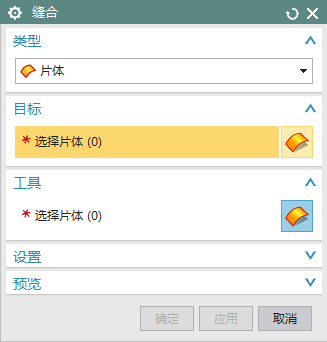 缝合
类型
片体
目标
* 选择片体 (0)
工具
* 选择片体 (0)
设置
预览
确定 应用 取消